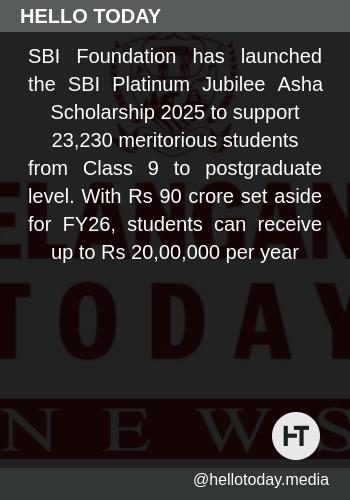 HELLO TODAY
SBI Foundation has launched
the SBI Platinum Jubilee Asha
Scholarship 2025 to support
23,230 meritorious students
from Class 9 to postgraduate
level. With Rs 90 crore set aside
for FY26, students can receive
up to Rs 20,00,000 per year
ELANGAN
TODAY
NEWS
HT
@hellotoday.media